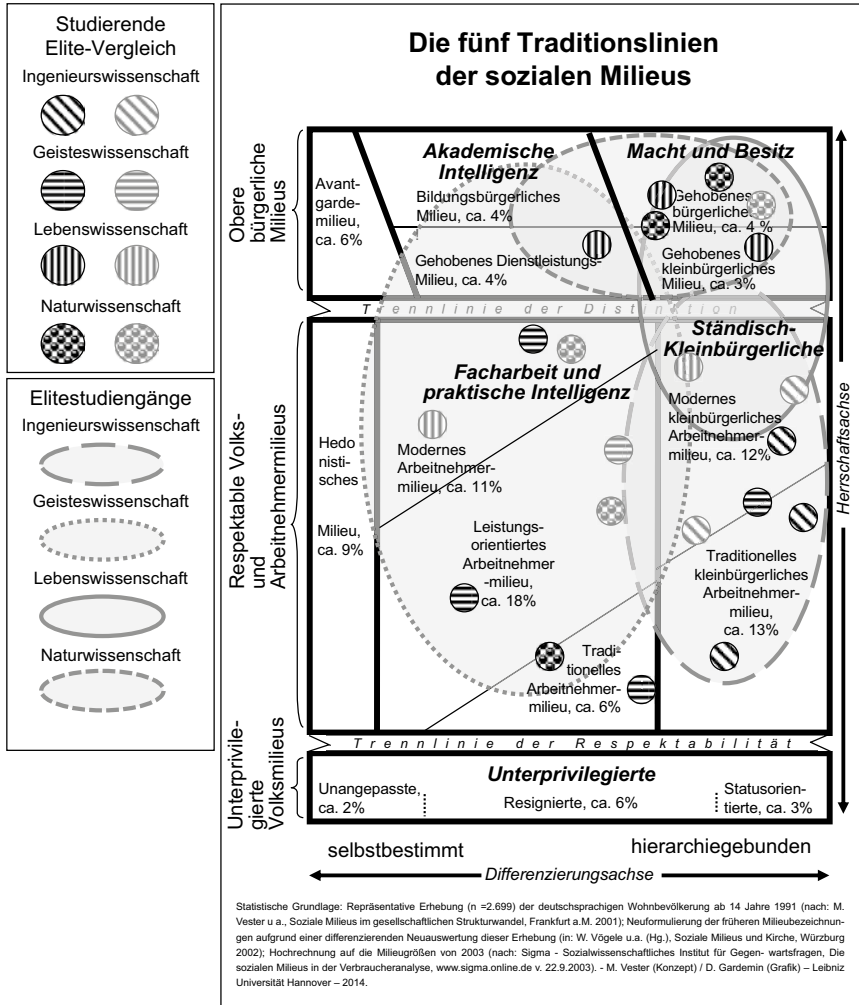 Studierende
Elite-Vergleich
Ingenieurswissenschaft
Geisteswissenschaft
Lebenswissenschaft
Naturwissenschaft
Elitestudiengänge
Ingenieurswissenschaft
Geisteswissenschaft
Lebenswissenschaft
Naturwissenschaft
Die fünf Traditionslinien
der sozialen Milieus
Obere
bürgerliche
Milieus
Avant-
garde-
milieu,
ca. 6%
Akademische
Intelligenz
Bildungsbürgerliches
Milieu, ca. 4%
Gehobenes Dienstleistungs-
Milieu, ca. 4%
Macht und Besitz
Gehobenes
bürgerliches
Milieu, ca. 4 %
Gehobenes
kleinbürgerliches
Milieu, ca. 3%
Trennlinie der Distinktion
Respektable Volks-
und
Arbeitnehmermilieus
Hedo
nistisches
Milieu,
ca. 9%
Facharbeit und
praktische Intelligenz
Modernes
Arbeitnehmer-
milieu, ca. 11%
Leistungs-
orientiertes
Arbeitnehmer
-milieu,
ca. 18%
Tradi-
tionelles
Arbeitnehmer-
milieu, ca. 6%
Ständisch-
Kleinbürgerliche
Modernes
kleinbürgerliches
Arbeitnehmer-
milieu, ca. 12%
Traditionelles
kleinbürgerliches
Arbeitnehmer-
milieu,
ca. 13%
Trennlinie der Respektabilität
Unterprivile-
gierte
Volksmilieus
Unterprivilegierte
Unangepasste,
ca. 2%
Resignierte, ca. 6%
Statusorien-
tierte, ca. 3%
Herrschaftsachse
selbstbestimmt
hierarchiegebunden
Differenzierungsachse
Statistische Grundlage: Repräsentative Erhebung (n =2.699) der deutschsprachigen Wohnbevölkerung ab 14 Jahre 1991 (nach: M.
Vester u a., Soziale Milieus im gesellschaftlichen Strukturwandel, Frankfurt a.M. 2001); Neuformulierung der früheren Milieubezeichnun-
gen aufgrund einer differenzierenden Neuauswertung dieser Erhebung (in: W. Vögele u.a. (Hg.), Soziale Milieus und Kirche, Würzburg
2002); Hochrechnung auf die Milieugrößen von 2003 (nach: Sigma - Sozialwissenschaftliches Institut für Gegen- wartsfragen, Die
sozialen Milieus in der Verbraucheranalyse, www.sigma.online.de v. 22.9.2003). - M. Vester (Konzept) / D. Gardemin (Grafik) – Leibniz
Universität Hannover – 2014.